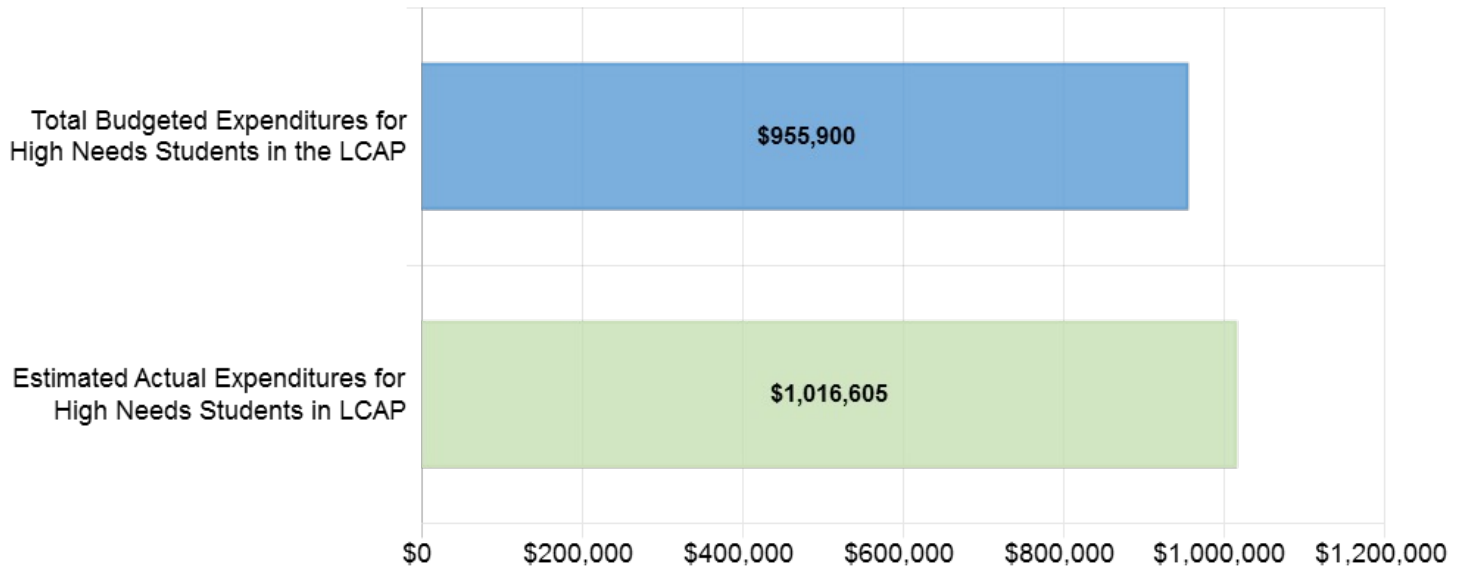 Total Budgeted Expenditures for
High Needs Students in the LCAP
$955,900
Estimated Actual Expenditures for
High Needs Students in LCAP
$1,016,605
$0
$200,000
$400,000
$600,000
$800,000
$1,000,000
$1,200,000